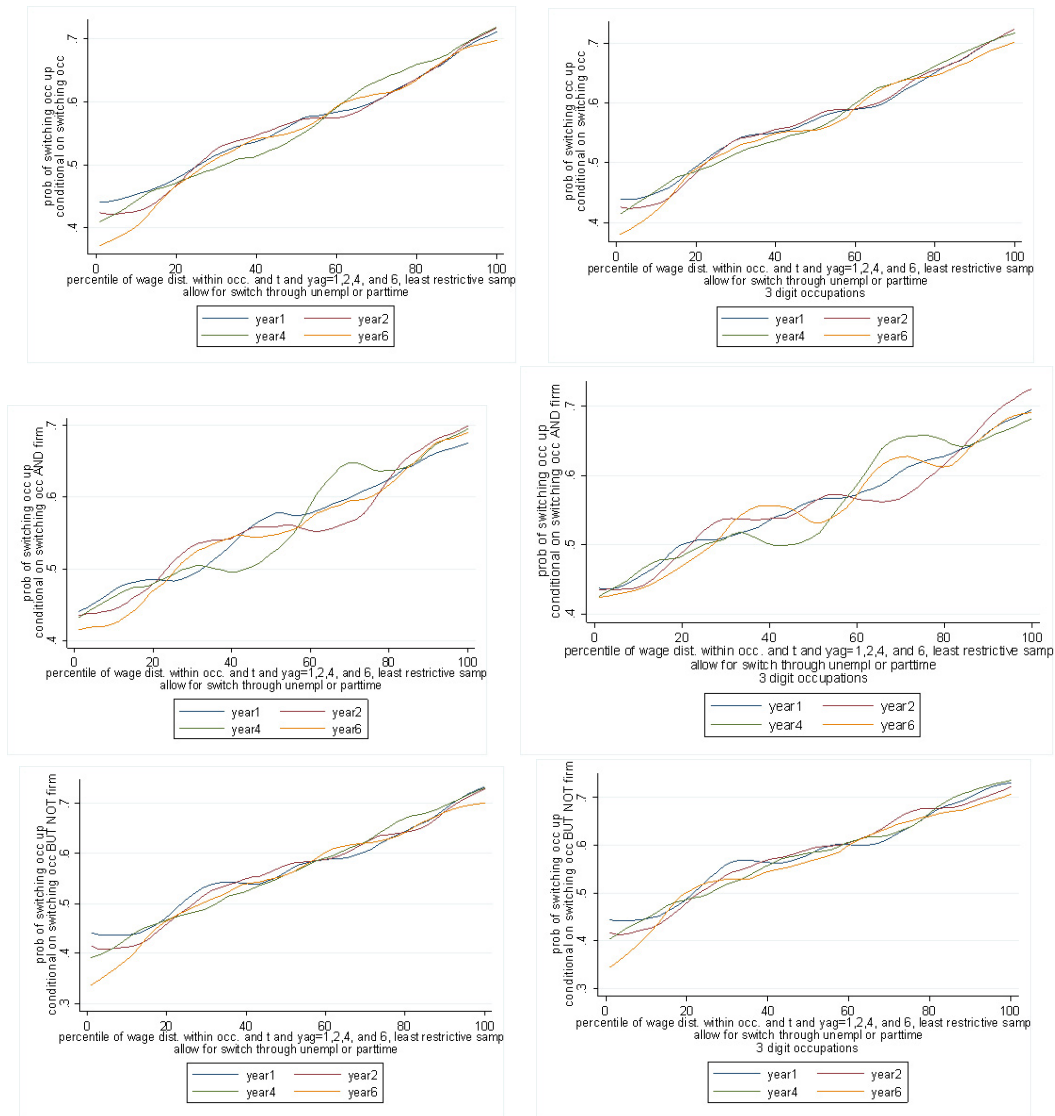 prob of switching occ up
conditional on switching occ
.7
.6
.5
.4
0 20 40 60 80 100
percentile of wage dist. within occ. and t and yag=1,2,4, and 6, least restrictive samp
allow for switch through unempl or parttime
year1 year2
year4 year6
prob of switching occ up
conditional on switching occ
.7
.6
.5
.4
0 20 40 60 80 100
percentile of wage dist. within occ. and t and yag=1,2,4, and 6, least restrictive samp
allow for switch through unempl or parttime
3 digit occupations
year1 year2
year4 year6
prob of switching occ up
conditional on switching occ AND firm
.7
.6
.5
.4
0 20 40 60 80 100
percentile of wage dist. within occ. and t and yag=1,2,4, and 6, least restrictive samp
allow for switch through unempl or parttime
year1 year2
year4 year6
prob of switching occ up
conditional on switching occ AND firm
.7
.6
.5
.4
0 20 40 60 80 100
percentile of wage dist. within occ. and t and yag=1,2,4, and 6, least restrictive samp
allow for switch through unempl or parttime
3 digit occupations
year1 year2
year4 year6
prob of switching occ up
conditional on switching occ BUT NOT firm
.7
.6
.5
.4
.3
0 20 40 60 80 100
percentile of wage dist. within occ. and t and yag=1,2,4, and 6, least restrictive samp
allow for switch through unempl or parttime
year1 year2
year4 year6
prob of switching occ up
conditional on switching occ BUT NOT firm
.7
.6
.5
.4
.3
0 20 40 60 80 100
percentile of wage dist. within occ. and t and yag=1,2,4, and 6, least restrictive samp
allow for switch through unempl or parttime
3 digit occupations
year1 year2
year4 year6